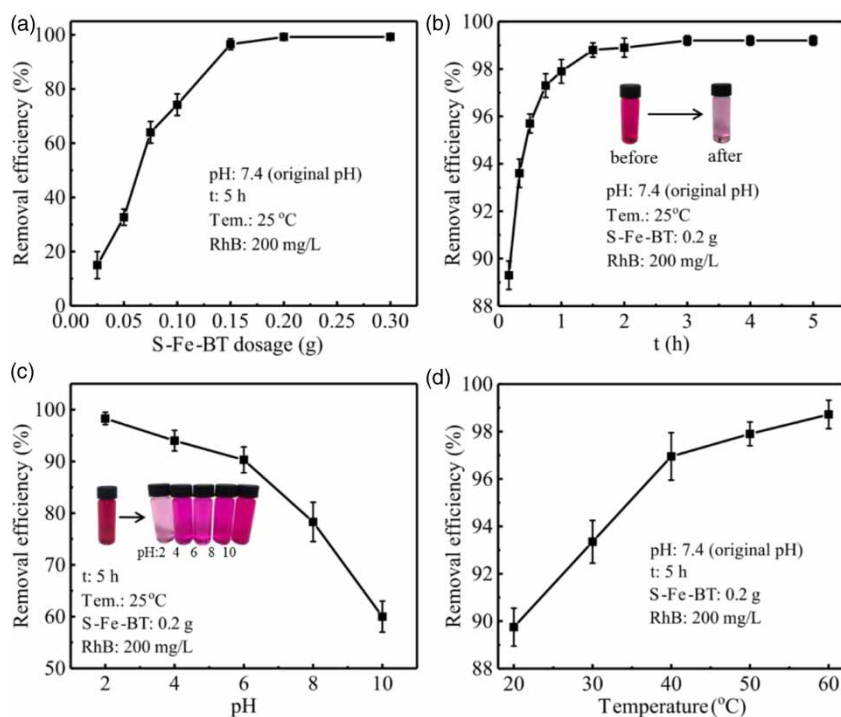 (a)
100
80
60
40
20
0
Removal efficiency (%)
pH: 7.4 (original pH)
t: 5 h
Tem.: 25 °C
RhB: 200 mg/L
0.00 0.05 0.10 0.15 0.20 0.25 0.30
S-Fe-BT dosage (g)
(b)
100
98
96
94
92
90
88
Removal efficiency (%)
before after
pH: 7.4 (original pH)
Tem.: 25°C
S-Fe-BT: 0.2 g
RhB: 200 mg/L
0 1 2 3 4 5
t (h)
(c)
100
90
80
70
60
50
Removal efficiency (%)
pH:2 4 6 8 10
t: 5 h
Tem.: 25°C
S-Fe-BT: 0.2 g
RhB: 200 mg/L
2 4 6 8 10
pH
(d)
100
98
96
94
92
90
88
Removal efficiency (%)
pH: 7.4 (original pH)
t: 5 h
S-Fe-BT: 0.2 g
RhB: 200 mg/L
20 30 40 50 60
Temperature (°C)